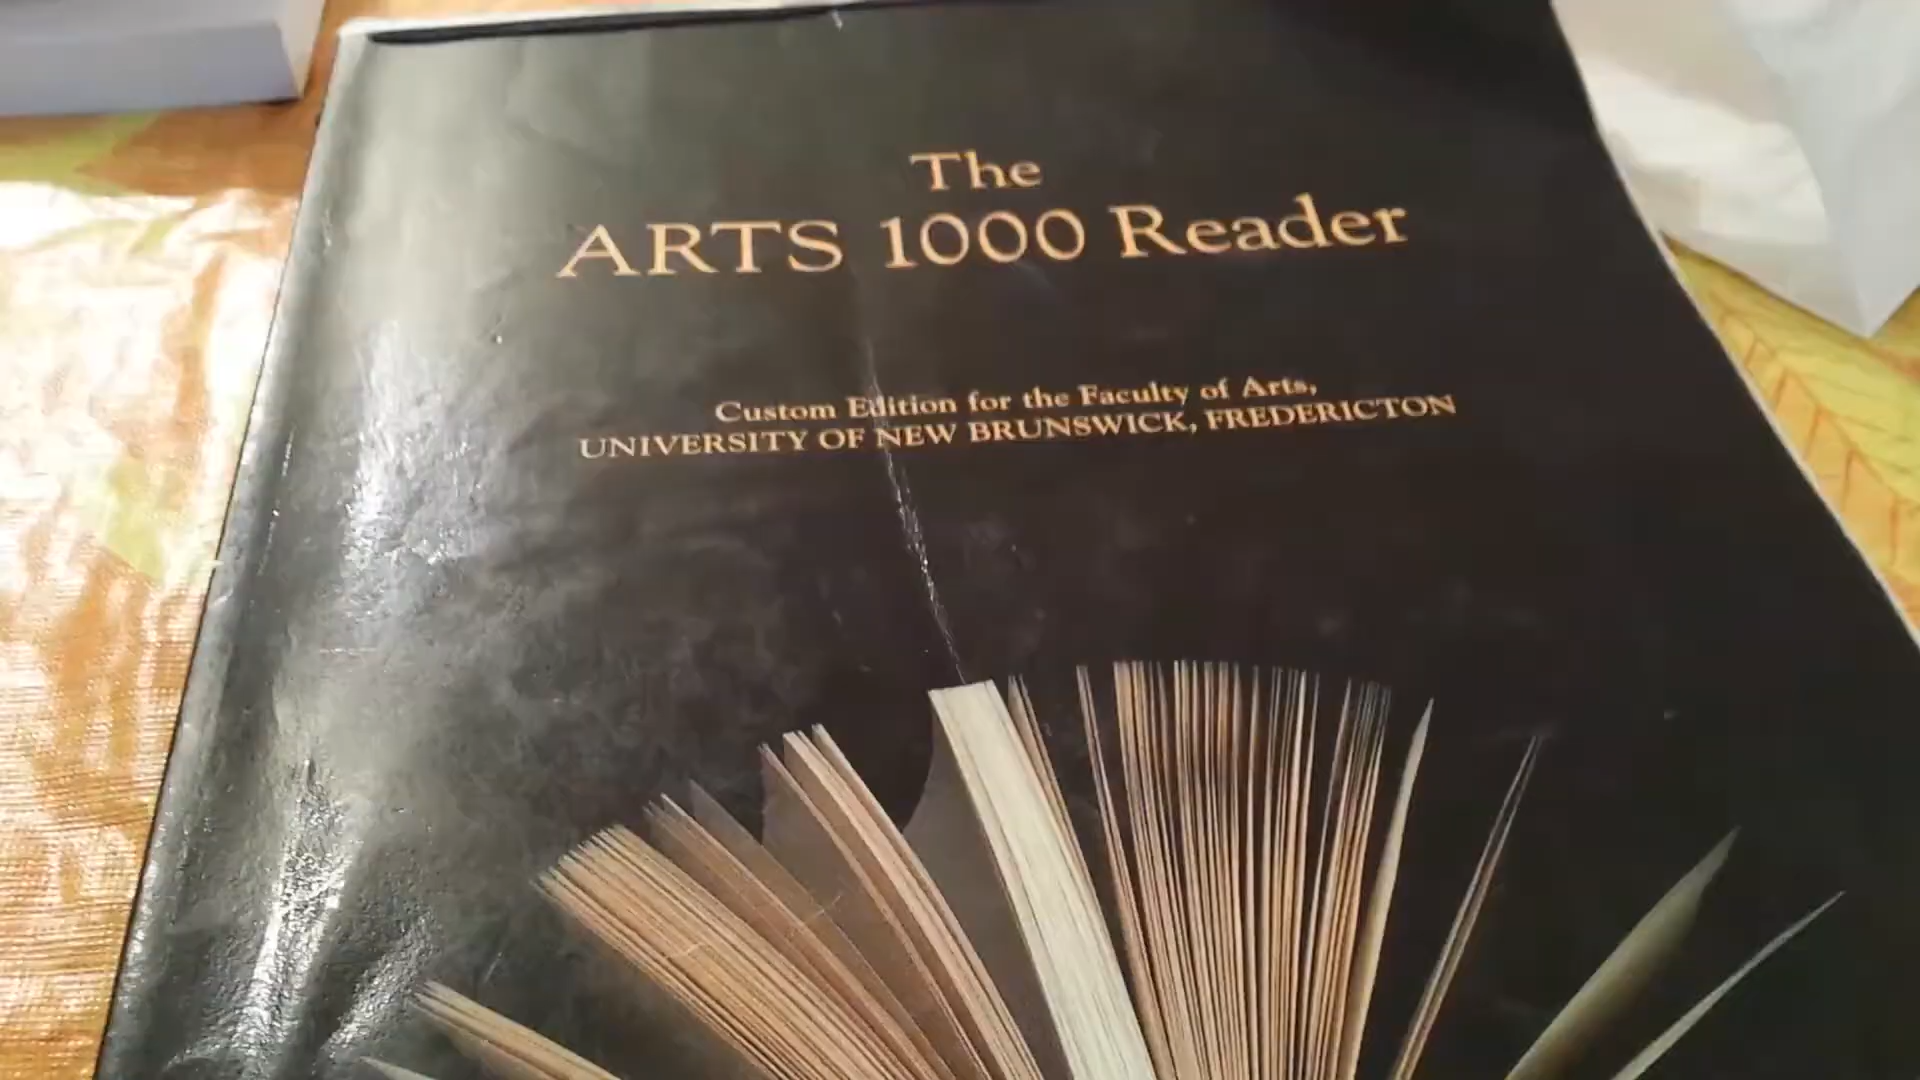 The
ARTS 1000 Reader
Custom Edition for the Faculty of Arts,
UNIVERSITY OF NEW BRUNSWICK, FREDERICTON